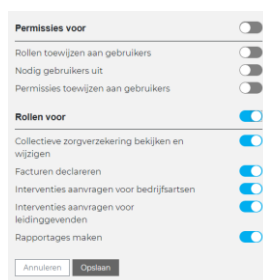 Permissies voor
Rollen toewijzen aan gebruikers
Nodig gebruikers uit
Permissies toewijzen aan gebruikers
Rollen voor
Collectieve zorgverzekering bekijken en
wijzigen
Facturen declareren
Interventies aanvragen voor bedrijfsartsen
Interventies aanvragen voor
leidinggevenden
Rapportages maken
Annuleren Opslaan